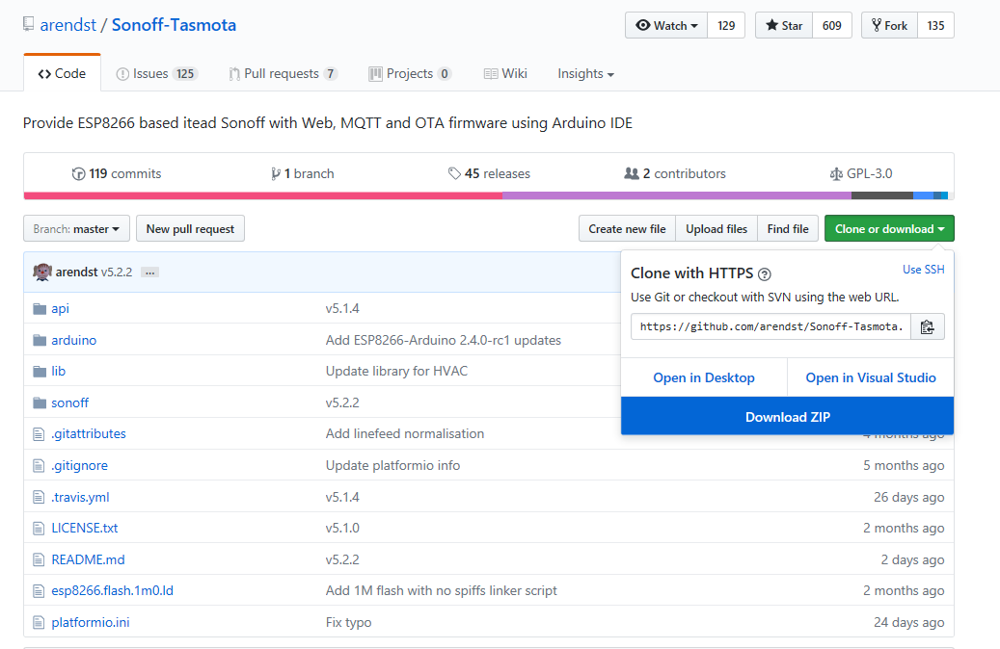 arendst / Sonoff-Tasmota
Watch 129 Star 609 Fork 135
Code Issues 125 Pull requests 7 Projects 0 Wiki Insights
Provide ESP8266 based itead Sonoff with Web, MQTT and OTA firmware using Arduino IDE
119 commits 1 branch 45 releases 2 contributors GPL-3.0
Branch: master New pull request Create new file Upload files Find file Clone or download
arendst v5.2.2 ...
Clone with HTTPS ? Use SSH
Use Git or checkout with SVN using the web URL.
https://github.com/arendst/Sonoff-Tasmota.
Open in Desktop Open in Visual Studio
Download ZIP
api v5.1.4
arduino Add ESP8266-Arduino 2.4.0-rc1 updates
lib Update library for HVAC
sonoff v5.2.2
.gitattributes Add linefeed normalisation 4 months ago
.gitignore Update platformio info 5 months ago
.travis.yml v5.1.4 26 days ago
LICENSE.txt v5.1.0 2 months ago
README.md v5.2.2 2 days ago
esp8266.flash.1m0.ld Add 1M flash with no spiffs linker script 2 months ago
platformio.ini Fix typo 24 days ago